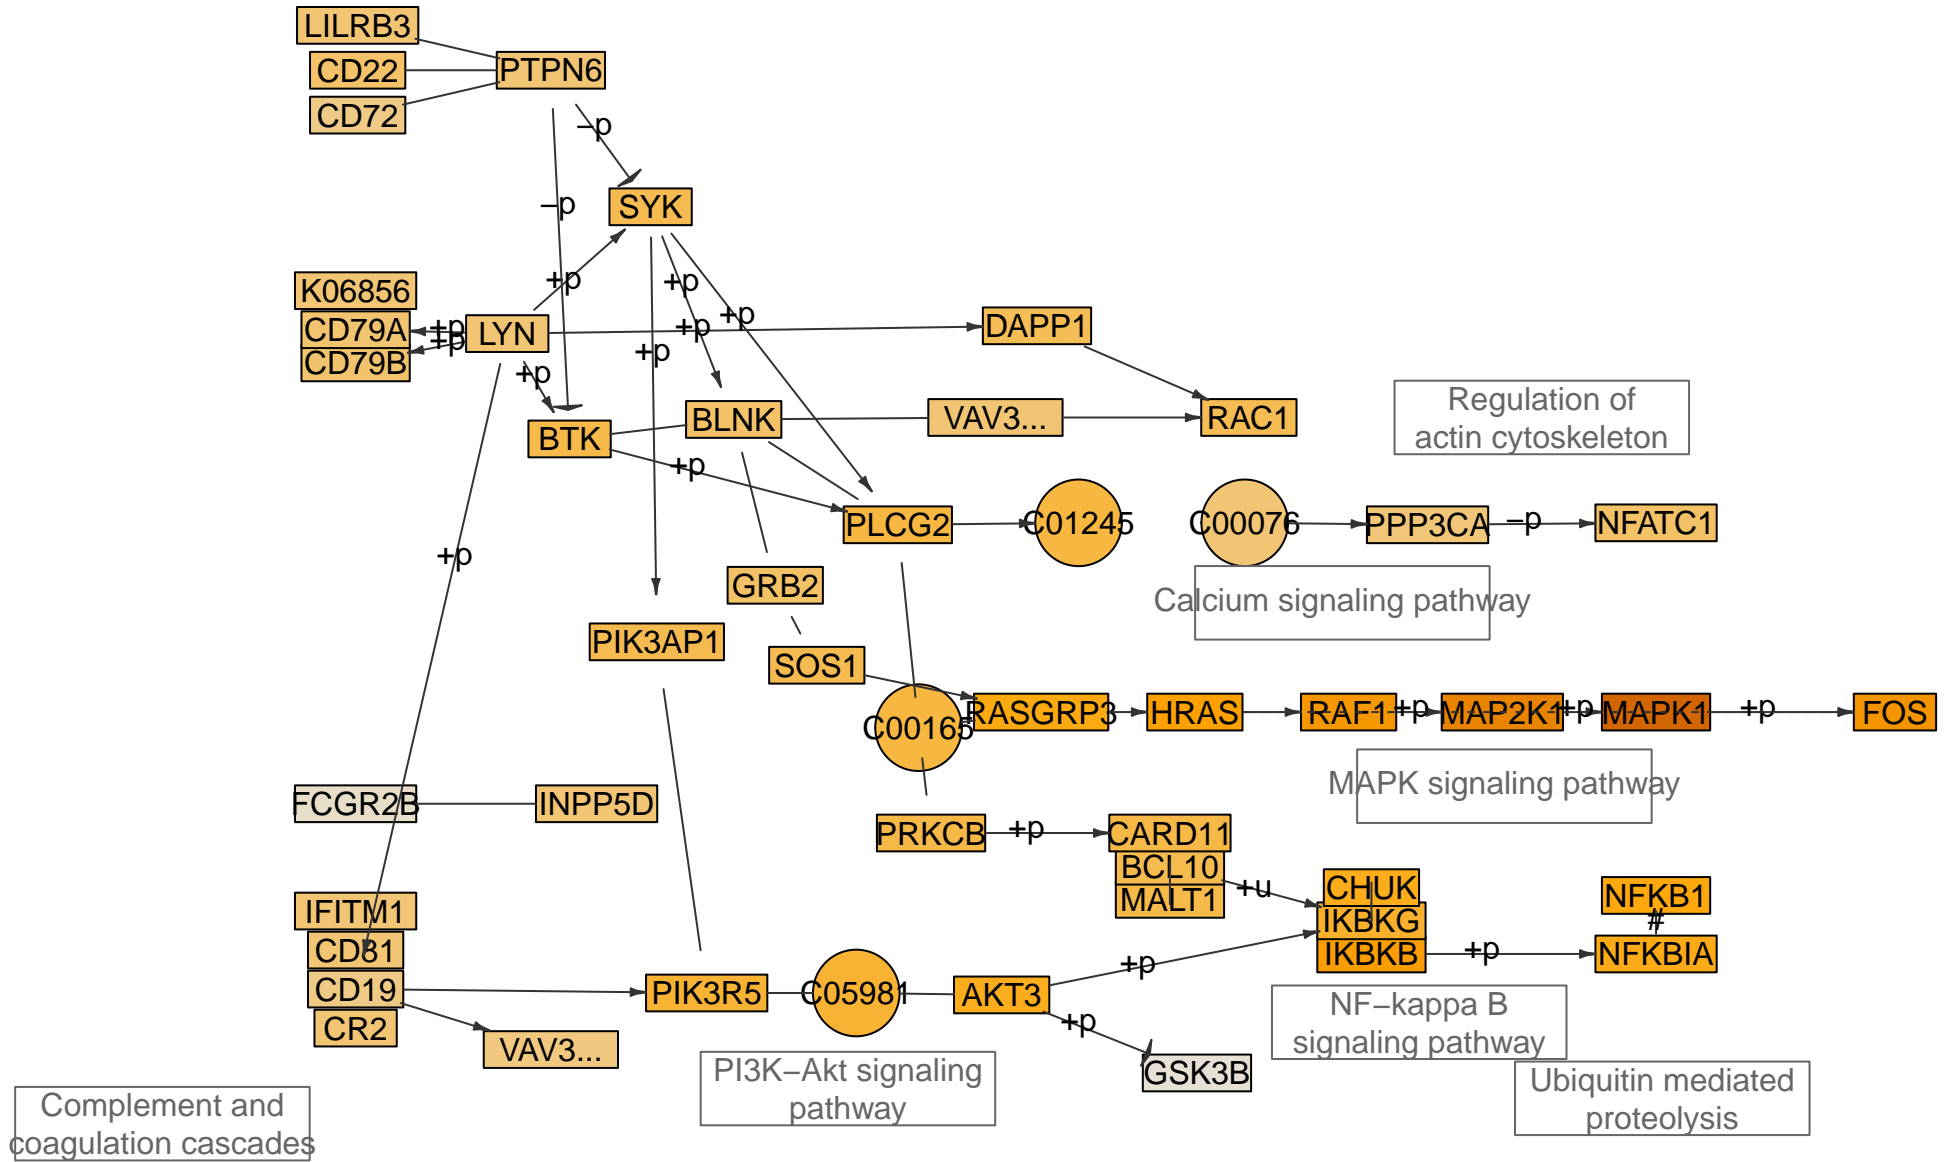 LILRB3
CD22
PTPN6
CD72
–p
SYK
–p
+p
+p
K06856
+p
CD79A
+p
LYN
+p
DAPP1
+p
CD79B
+p
+p
Regulation of
actin cytoskeleton
BTK
BLNK
VAV3...
RAC1
+p
PLCG2
C01245
C00076
PPP3CA
–p
NFATC1
+p
GRB2
Calcium signaling pathway
PIK3AP1
SOS1
C00165
RASGRP3
HRAS
RAF1
+p
MAP2K1
+p
MAPK1
+p
FOS
MAPK signaling pathway
FCGR2B
INPP5D
PRKCB
+p
CARD11
BCL10
MALT1
+u
CHUK
IKBKG
IKBKB
+p
NFKB1
#
NFKBIA
IFITM1
CD81
CD19
CR2
VAV3...
PIK3R5
C05981
AKT3
+p
+p
GSK3B
NF–kappa B
signaling pathway
PI3K–Akt signaling
pathway
Ubiquitin mediated
proteolysis
Complement and
coagulation cascades